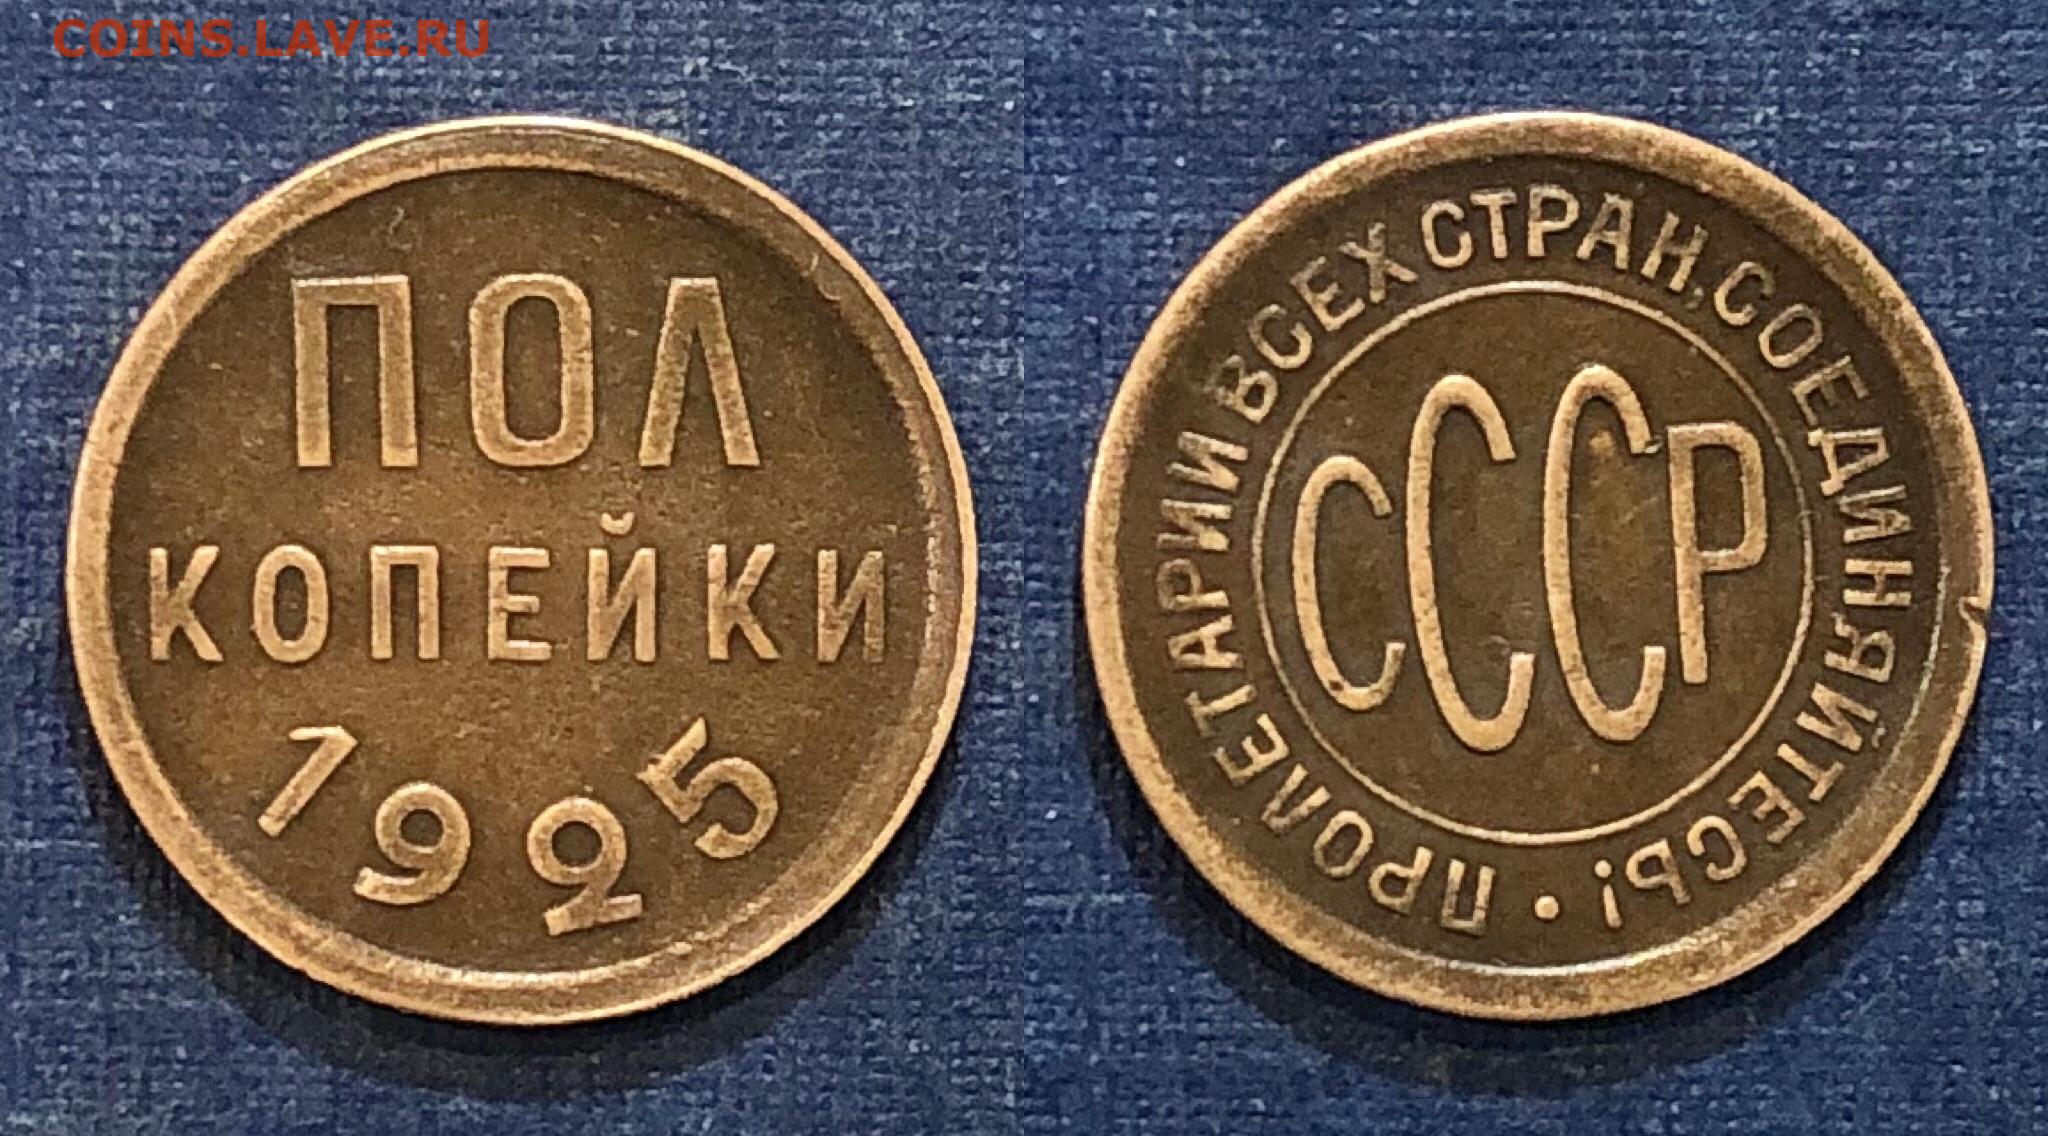 COINS.LAVE.RU
ПОЛ
КОПЕЙКИ
1925
ПРОЛЕТАРИИ ВСЕХ СТРАН, СОЕДИНЯЙТЕСЬ! •
СССР